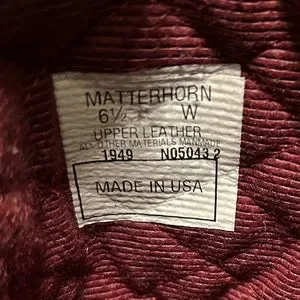 MATTERHORN
6½ W
UPPER LEATHER
ALL OTHER MATERIALS MANMADE
1949 N05043 2
MADE IN USA